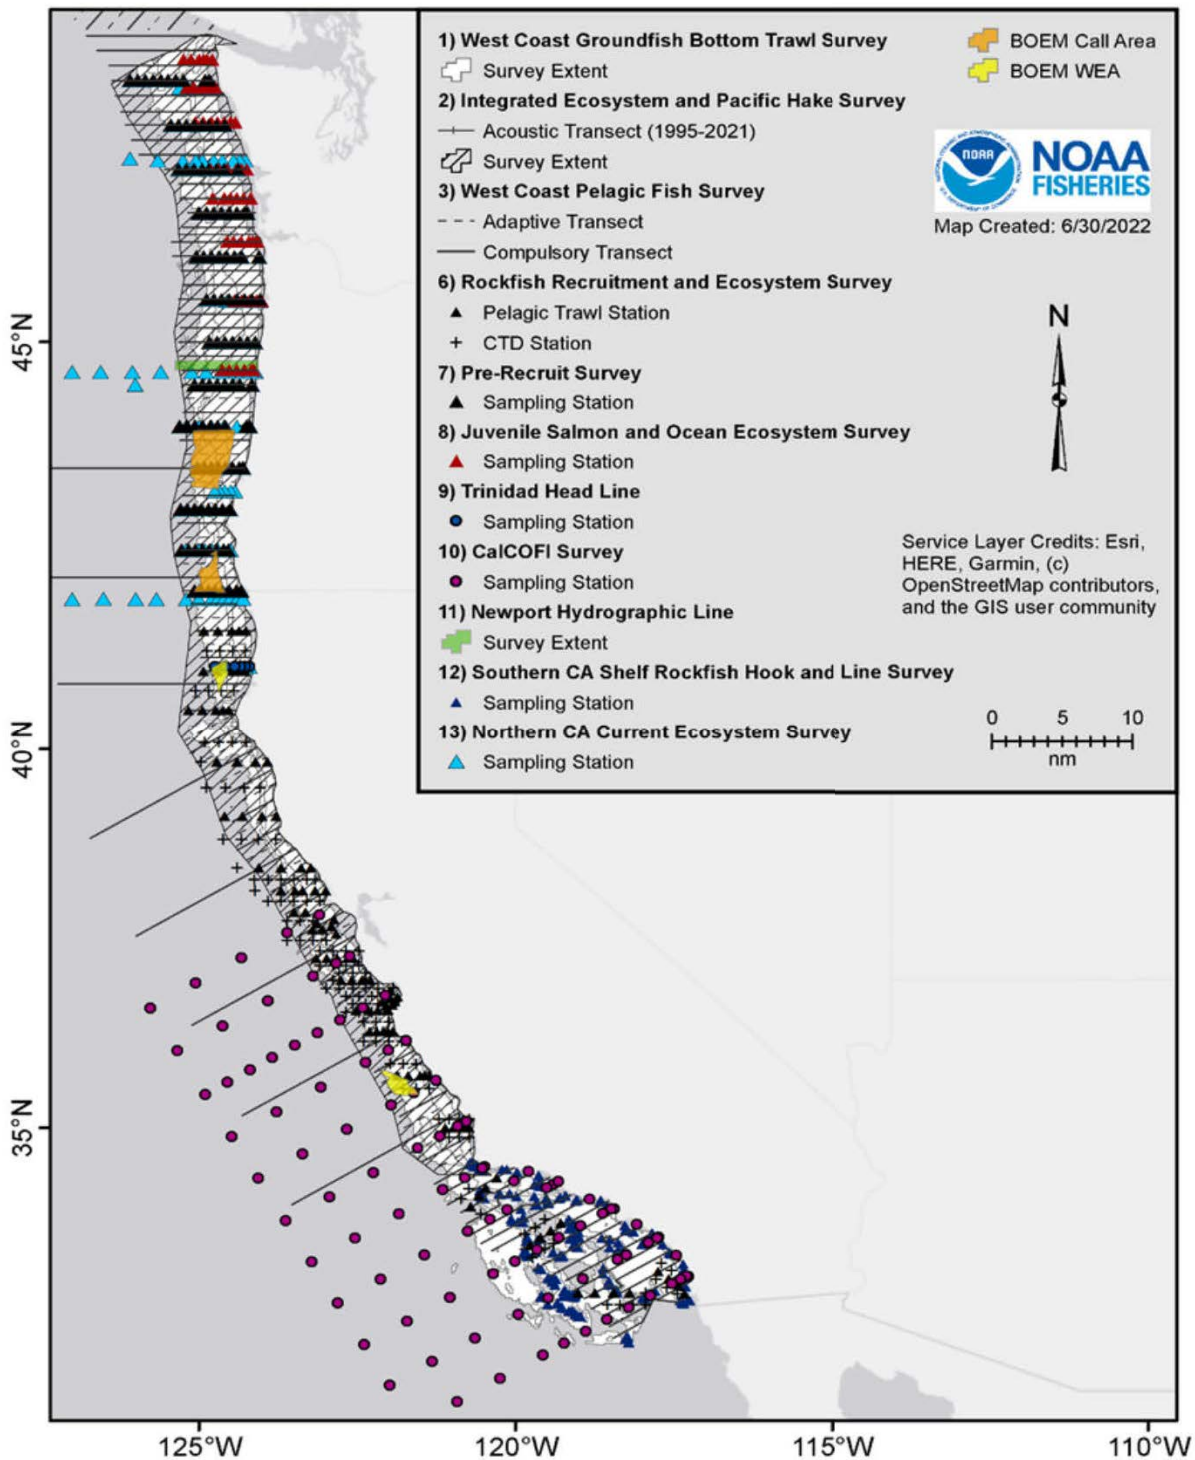 1) West Coast Groundfish Bottom Trawl Survey
Survey Extent
2) Integrated Ecosystem and Pacific Hake Survey
Acoustic Transect (1995-2021)
Survey Extent
3) West Coast Pelagic Fish Survey
Adaptive Transect
Compulsory Transect
6) Rockfish Recruitment and Ecosystem Survey
Pelagic Trawl Station
CTD Station
7) Pre-Recruit Survey
Sampling Station
8) Juvenile Salmon and Ocean Ecosystem Survey
Sampling Station
9) Trinidad Head Line
Sampling Station
10) CalCOFI Survey
Sampling Station
11) Newport Hydrographic Line
Survey Extent
12) Southern CA Shelf Rockfish Hook and Line Survey
Sampling Station
13) Northern CA Current Ecosystem Survey
Sampling Station
BOEM Call Area
BOEM WEA
NOAA
NOAA
FISHERIES
Map Created: 6/30/2022
N
Service Layer Credits: Esri,
HERE, Garmin, (c)
OpenStreetMap contributors,
and the GIS user community
0 5 10
nm
45°N
40°N
35°N
125°W 120°W 115°W 110°W